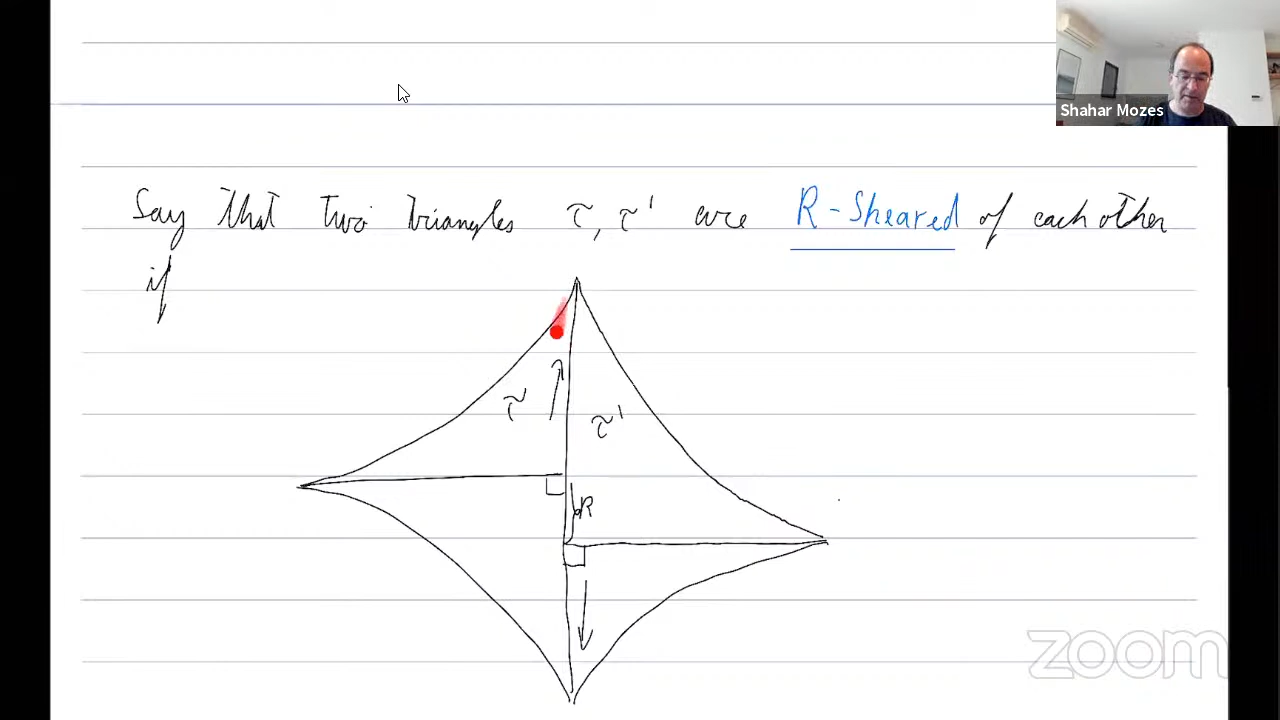 Shahar Mozes
Say that two triangles τ, τ' are R-Sheared of each other
if
τ
τ'
R
zoom